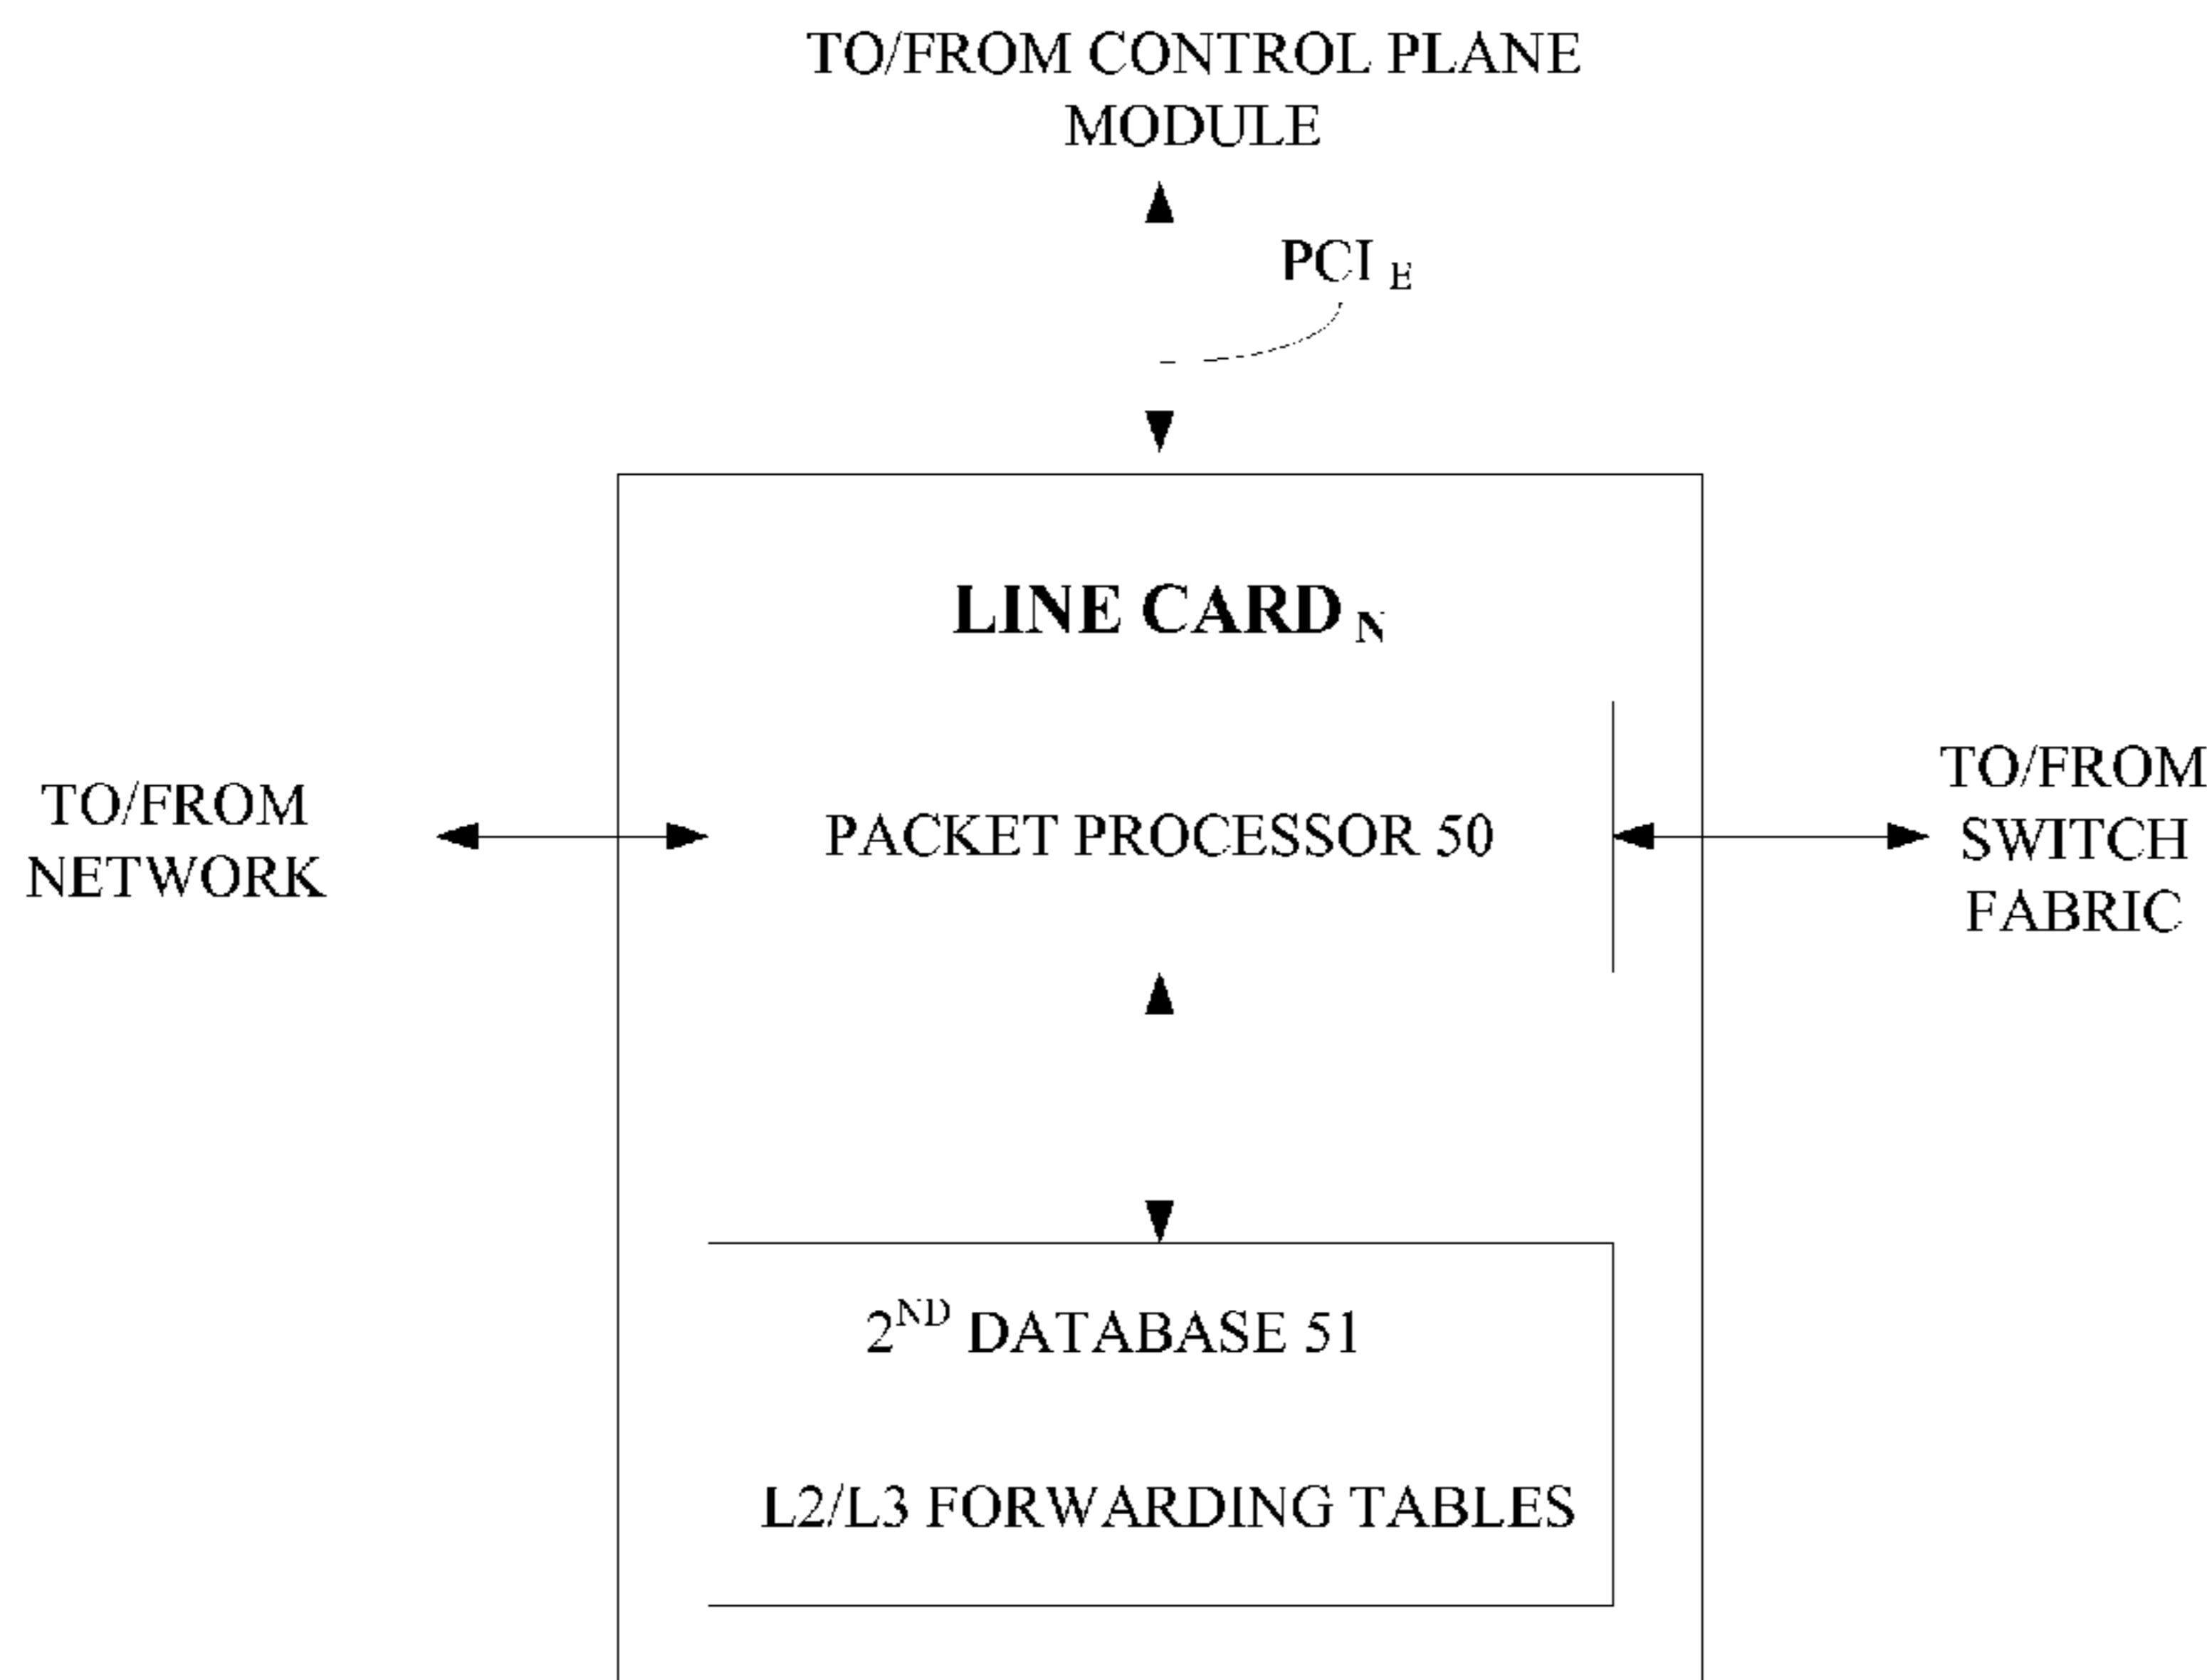 TO/FROM CONTROL PLANE
MODULE
PCI E
LINE CARD N
TO/FROM
NETWORK
PACKET PROCESSOR 50
TO/FROM
SWITCH
FABRIC
2ND DATABASE 51
L2/L3 FORWARDING TABLES